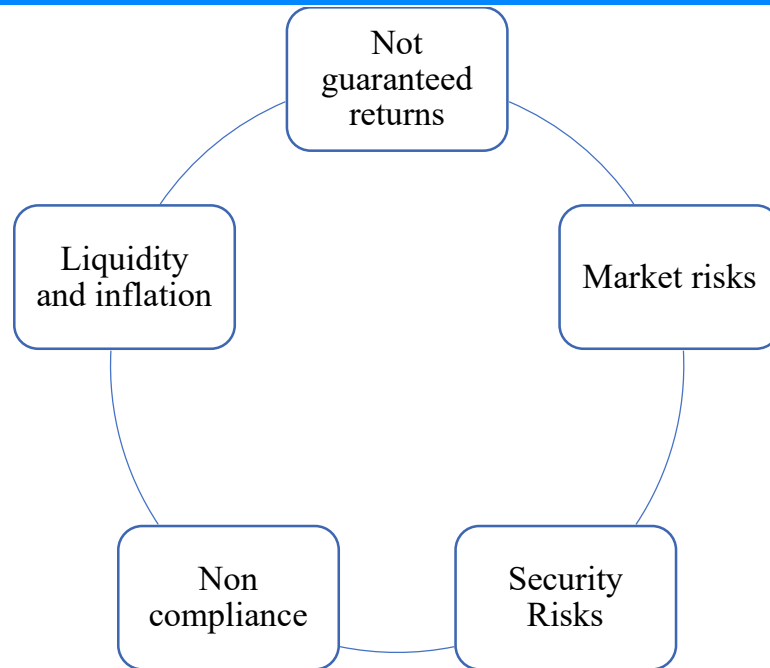 Not
guaranteed
returns
Market risks
Security
Risks
Non
compliance
Liquidity
and inflation